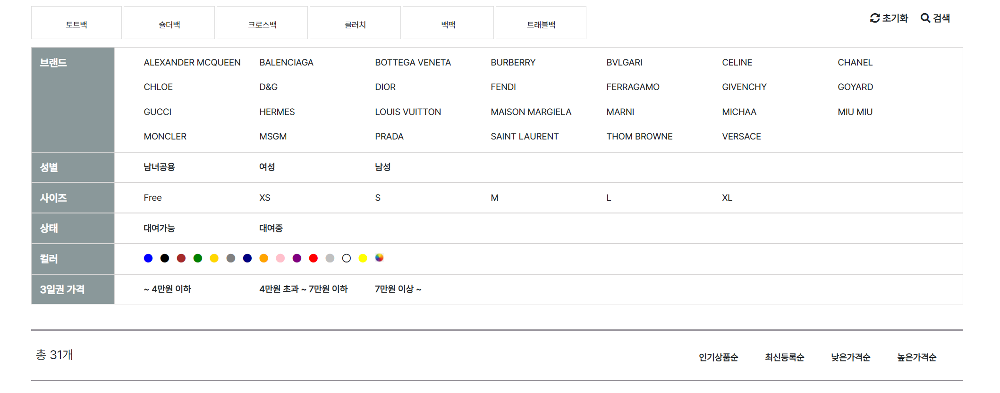 토트백 숄더백 크로스백 클러치 백팩 트래블백 초기화 검색
브랜드 ALEXANDER MCQUEEN BALENCIAGA BOTTEGA VENETA BURBERRY BVLGARI CELINE CHANEL
CHLOE D&G DIOR FENDI FERRAGAMO GIVENCHY GOYARD
GUCCI HERMES LOUIS VUITTON MAISON MARGIELA MARNI MICHAA MIU MIU
MONCLER MSGM PRADA SAINT LAURENT THOM BROWNE VERSACE
성별 남녀공용 여성 남성
사이즈 Free XS S M L XL
상태 대여가능 대여중
컬러
3일권 가격 ~ 4만원 이하 4만원 초과 ~ 7만원 이하 7만원 이상 ~
총 31개 인기상품순 최신등록순 낮은가격순 높은가격순